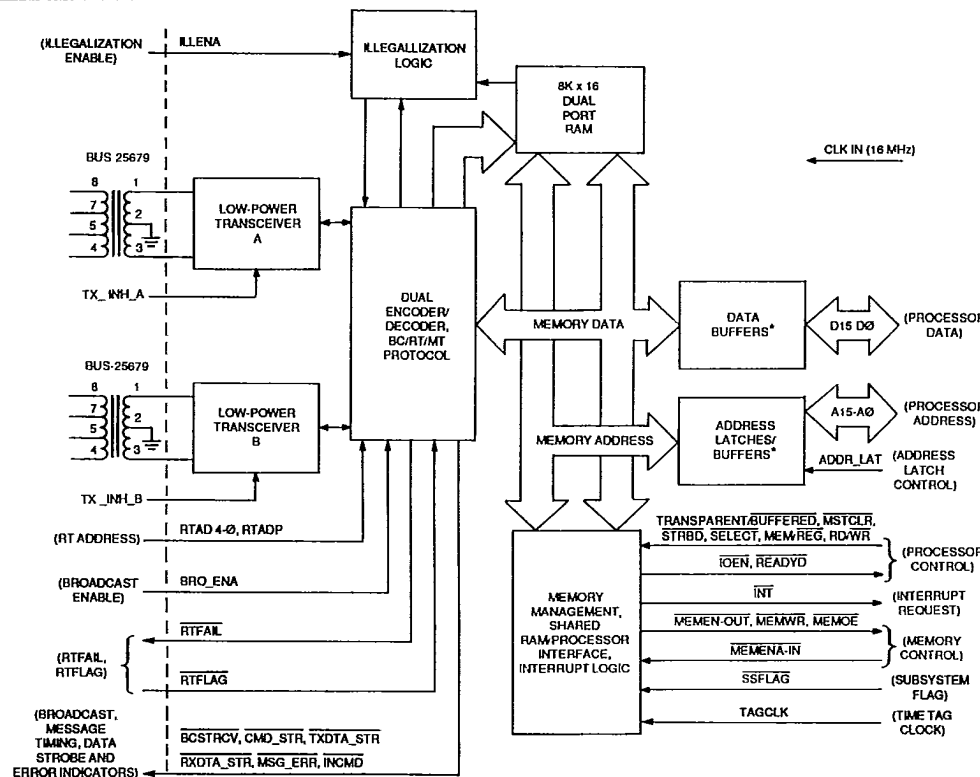 (ILLEGALIZATION
ENABLE)
ILLENA
ILLEGALLIZATION
LOGIC
8K x 16
DUAL
PORT
RAM
CLK IN (16 MHz)
BUS 25679
8
7
5
4
1
2
3
LOW-POWER
TRANSCEIVER
A
TX_INH_A
DUAL
ENCODER/
DECODER,
BC/RT/MT
PROTOCOL
MEMORY DATA
DATA
BUFFERS*
D15 DØ
(PROCESSOR
DATA)
BUS-25679
8
7
5
4
1
2
3
LOW-POWER
TRANSCEIVER
B
TX_INH_B
MEMORY ADDRESS
ADDRESS
LATCHES/
BUFFERS*
A15-AØ
(PROCESSOR
ADDRESS)
ADDR_LAT
(ADDRESS
LATCH
CONTROL)
(RT ADDRESS)
RTAD 4-Ø, RTADP
(BROADCAST
ENABLE)
BRO_ENA
(RTFAIL,
RTFLAG)
RTFAIL
RTFLAG
(BROADCAST,
MESSAGE
TIMING, DATA
STROBE AND
ERROR INDICATORS)
BCSTRCV, CMD_STR, TXDTA_STR
RXDTA_STR, MSG_ERR, INCMD
MEMORY
MANAGEMENT,
SHARED
RAM/PROCESSOR
INTERFACE,
INTERRUPT LOGIC
TRANSPARENT/BUFFERED, MSTCLR,
STRBD, SELECT, MEM/REG, RD/WR
IOEN, READYD
(PROCESSOR
CONTROL)
INT
(INTERRUPT
REQUEST)
MEMEN-OUT, MEMWR, MEMOE
MEMENA-IN
(MEMORY
CONTROL)
SSFLAG
(SUBSYSTEM
FLAG)
TAGCLK
(TIME TAG
CLOCK)